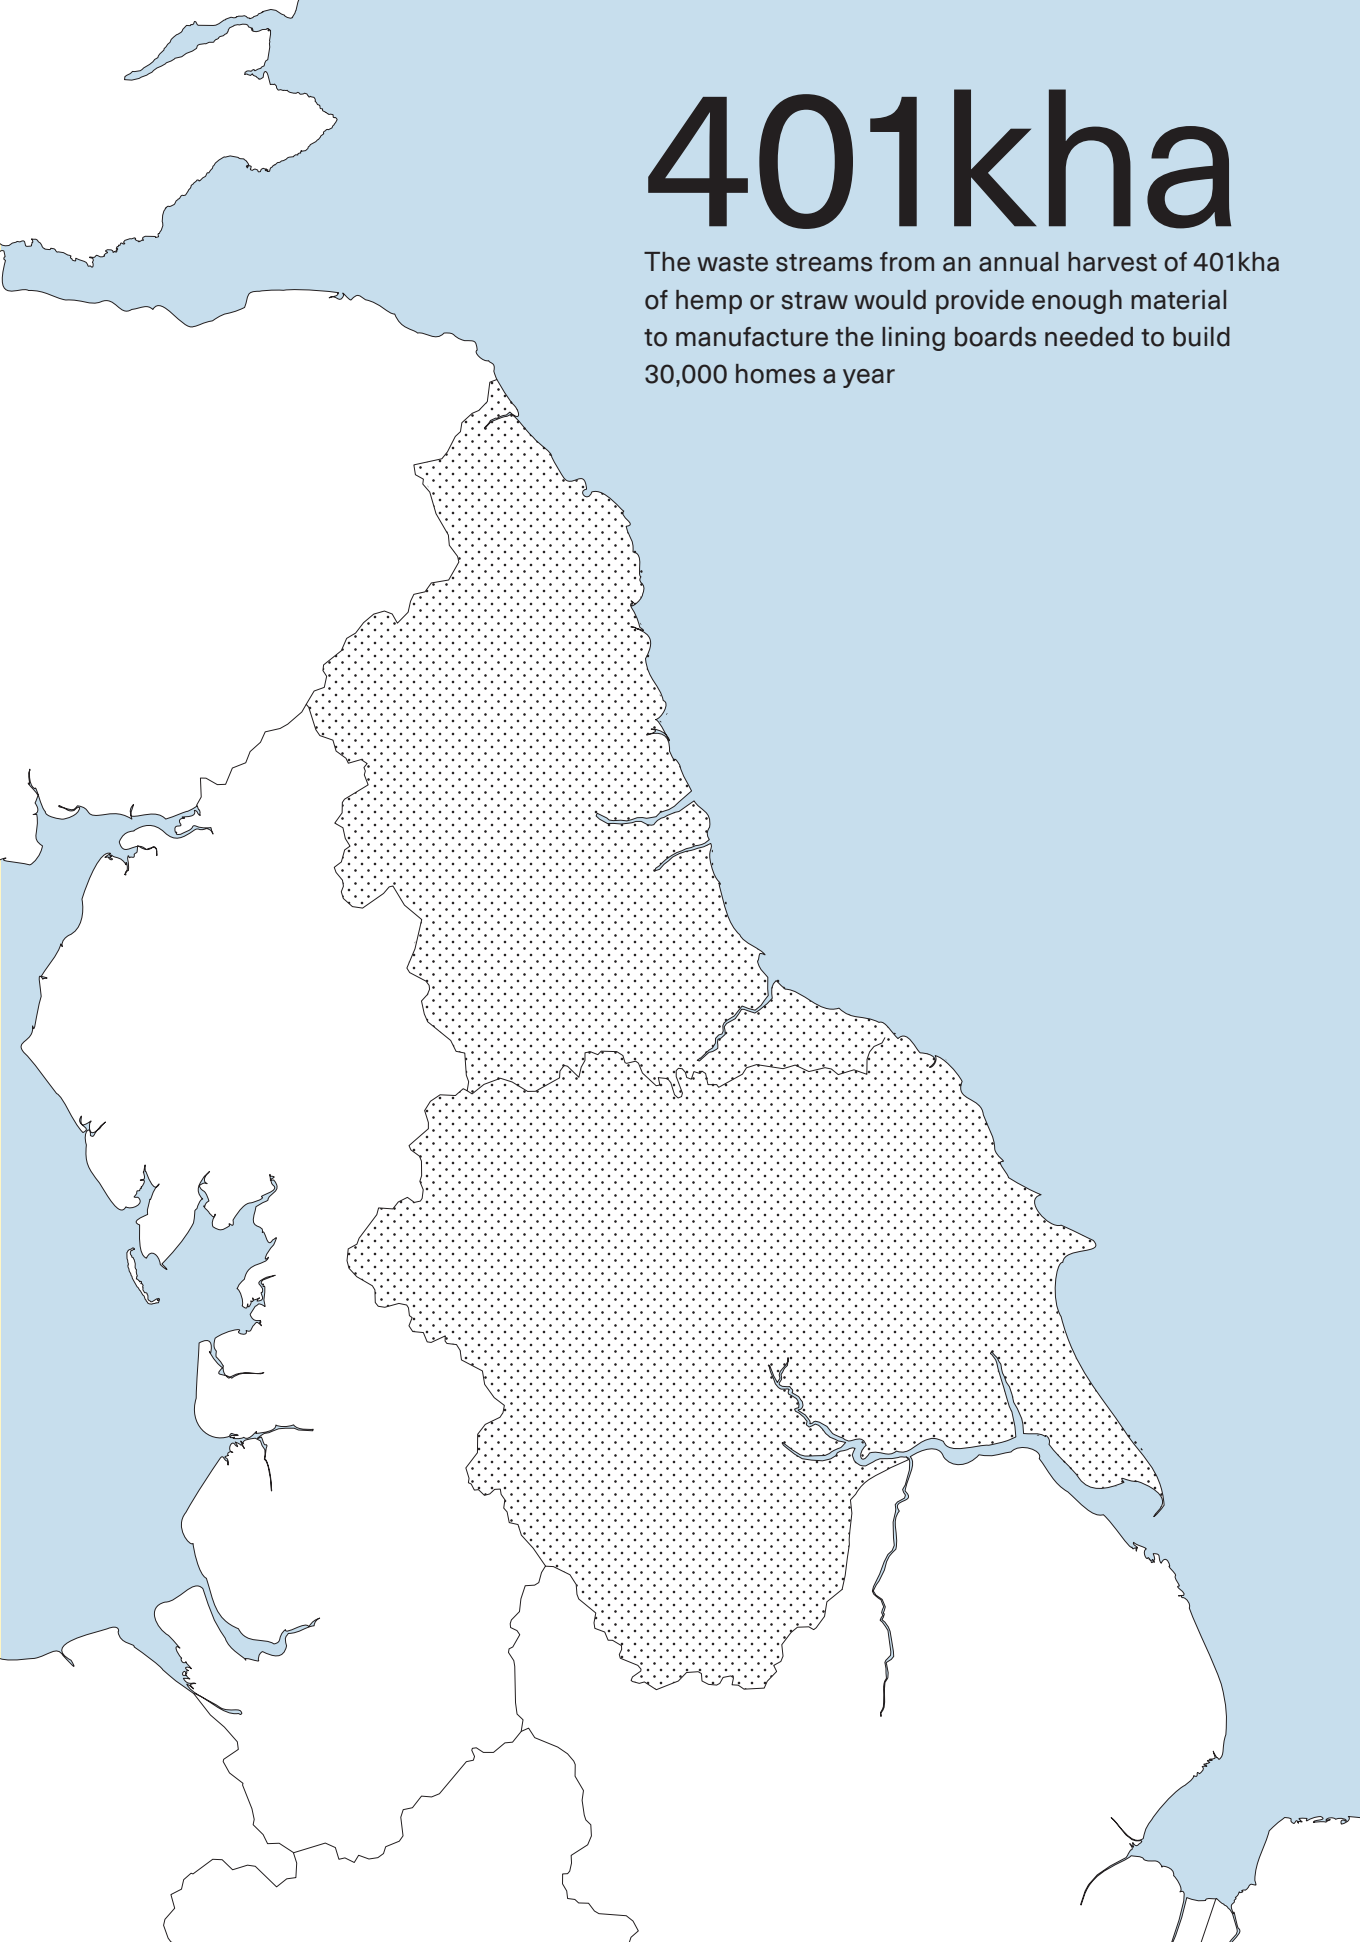 401kha
The waste streams from an annual harvest of 401kha
of hemp or straw would provide enough material
to manufacture the lining boards needed to build
30,000 homes a year